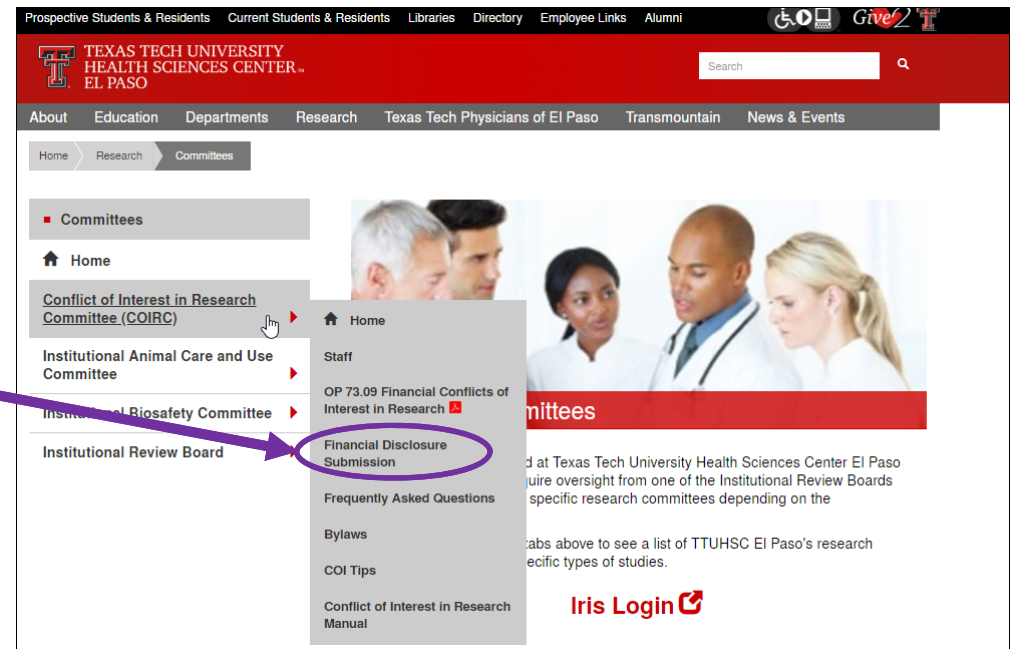 Prospective Students & Residents Current Students & Residents Libraries Directory Employee Links Alumni Give2
TEXAS TECH UNIVERSITY
HEALTH SCIENCES CENTER™
EL PASO
Search
About Education Departments Research Texas Tech Physicians of El Paso Transmountain News & Events
Home Research Committees
Committees
Home
Conflict of Interest in Research
Committee (COIRC)
Institutional Animal Care and Use
Committee
Institutional Biosafety Committee
Institutional Review Board
Home
Staff
OP 73.09 Financial Conflicts of
Interest in Research
Financial Disclosure
Submission
Frequently Asked Questions
Bylaws
COI Tips
Conflict of Interest in Research
Manual
mittees
d at Texas Tech University Health Sciences Center El Paso
uire oversight from one of the Institutional Review Boards
specific research committees depending on the
tabs above to see a list of TTUHSC El Paso's research
ecific types of studies.
Iris Login